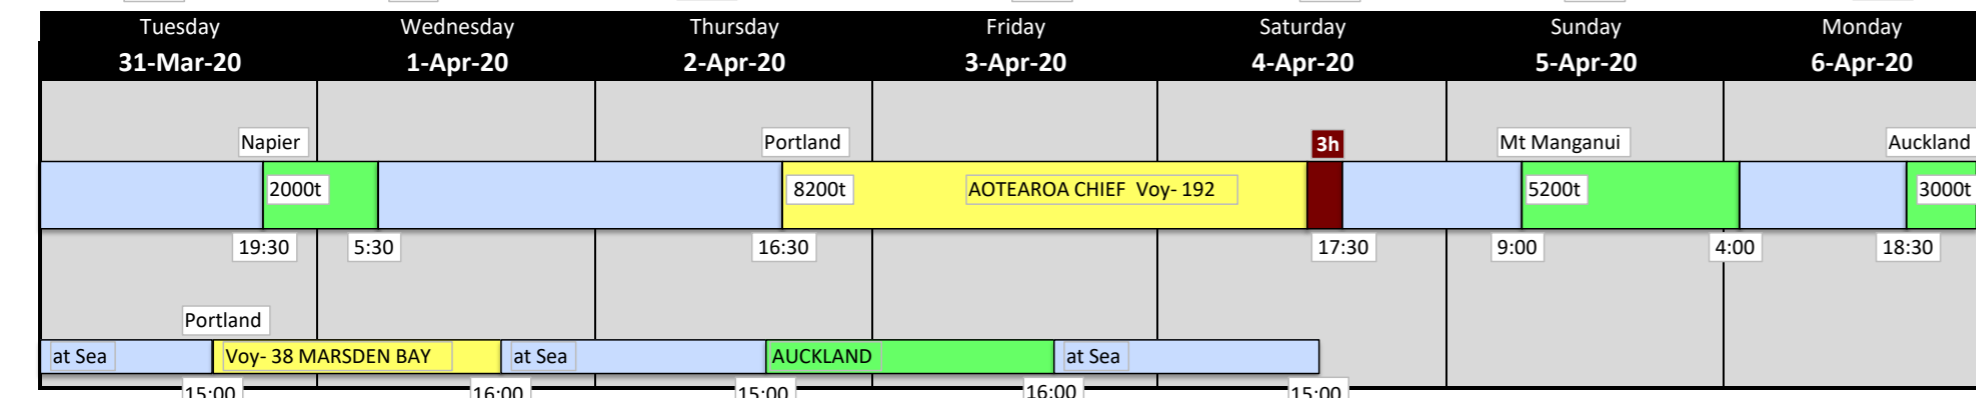 Tuesday Wednesday Thursday Friday Saturday Sunday Monday
31-Mar-20 1-Apr-20 2-Apr-20 3-Apr-20 4-Apr-20 5-Apr-20 6-Apr-20
Napier Portland 3h Mt Manganui Auckland
2000t 8200t AOTEAROA CHIEF Voy- 192 5200t 3000t
19:30 5:30 16:30 17:30 9:00 4:00 18:30
Portland
at Sea Voy- 38 MARSDEN BAY at Sea AUCKLAND at Sea
15:00 16:00 15:00 16:00 15:00